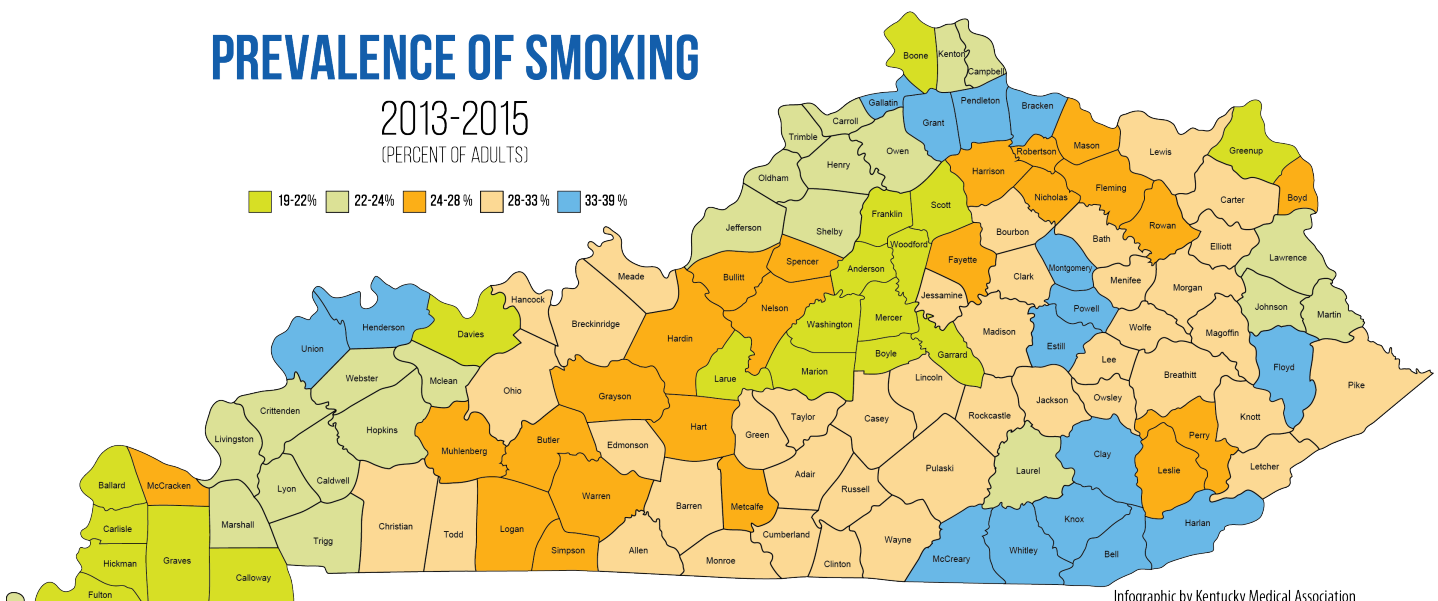 PREVALENCE OF SMOKING
2013-2015
(PERCENT OF ADULTS)
19-22% 22-24% 24-28 % 28-33 % 33-39 %
Boone
Kenton
Campbell
Gallatin
Grant
Pendleton
Bracken
Carroll
Trimble
Owen
Henry
Oldham
Harrison
Robertson
Mason
Lewis
Greenup
Nicholas
Fleming
Boyd
Carter
Rowan
Jefferson
Shelby
Franklin
Scott
Bourbon
Bath
Elliott
Lawrence
Woodford
Spencer
Anderson
Fayette
Clark
Montgomery
Menifee
Morgan
Bullitt
Jessamine
Nelson
Powell
Johnson
Martin
Meade
Hancock
Breckinridge
Hardin
Washington
Mercer
Madison
Estill
Wolfe
Magoffin
Henderson
Union
Davies
Boyle
Garrard
Lee
Larue
Marion
Lincoln
Breathitt
Floyd
Pike
Webster
Mclean
Ohio
Grayson
Jackson
Owsley
Crittenden
Hopkins
Taylor
Casey
Rockcastle
Knott
Livingston
Muhlenberg
Butler
Edmonson
Hart
Green
Perry
Clay
Leslie
Letcher
Laurel
Pulaski
Adair
Russell
Ballard
McCracken
Lyon
Caldwell
Warren
Barren
Metcalfe
Carlisle
Marshall
Trigg
Christian
Todd
Logan
Simpson
Allen
Monroe
Cumberland
Clinton
Wayne
McCreary
Whitley
Knox
Bell
Harlan
Hickman
Graves
Calloway
Fulton
Infographic by Kentucky Medical Association